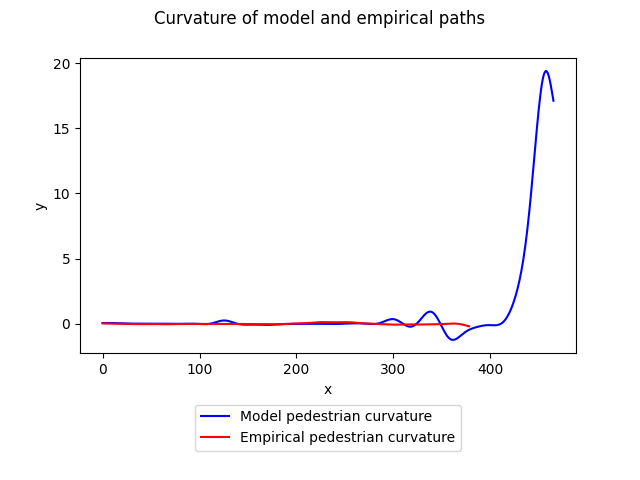 Curvature of model and empirical paths
20
15
10
5
0
y
0 100 200 300 400
x
Model pedestrian curvature
Empirical pedestrian curvature